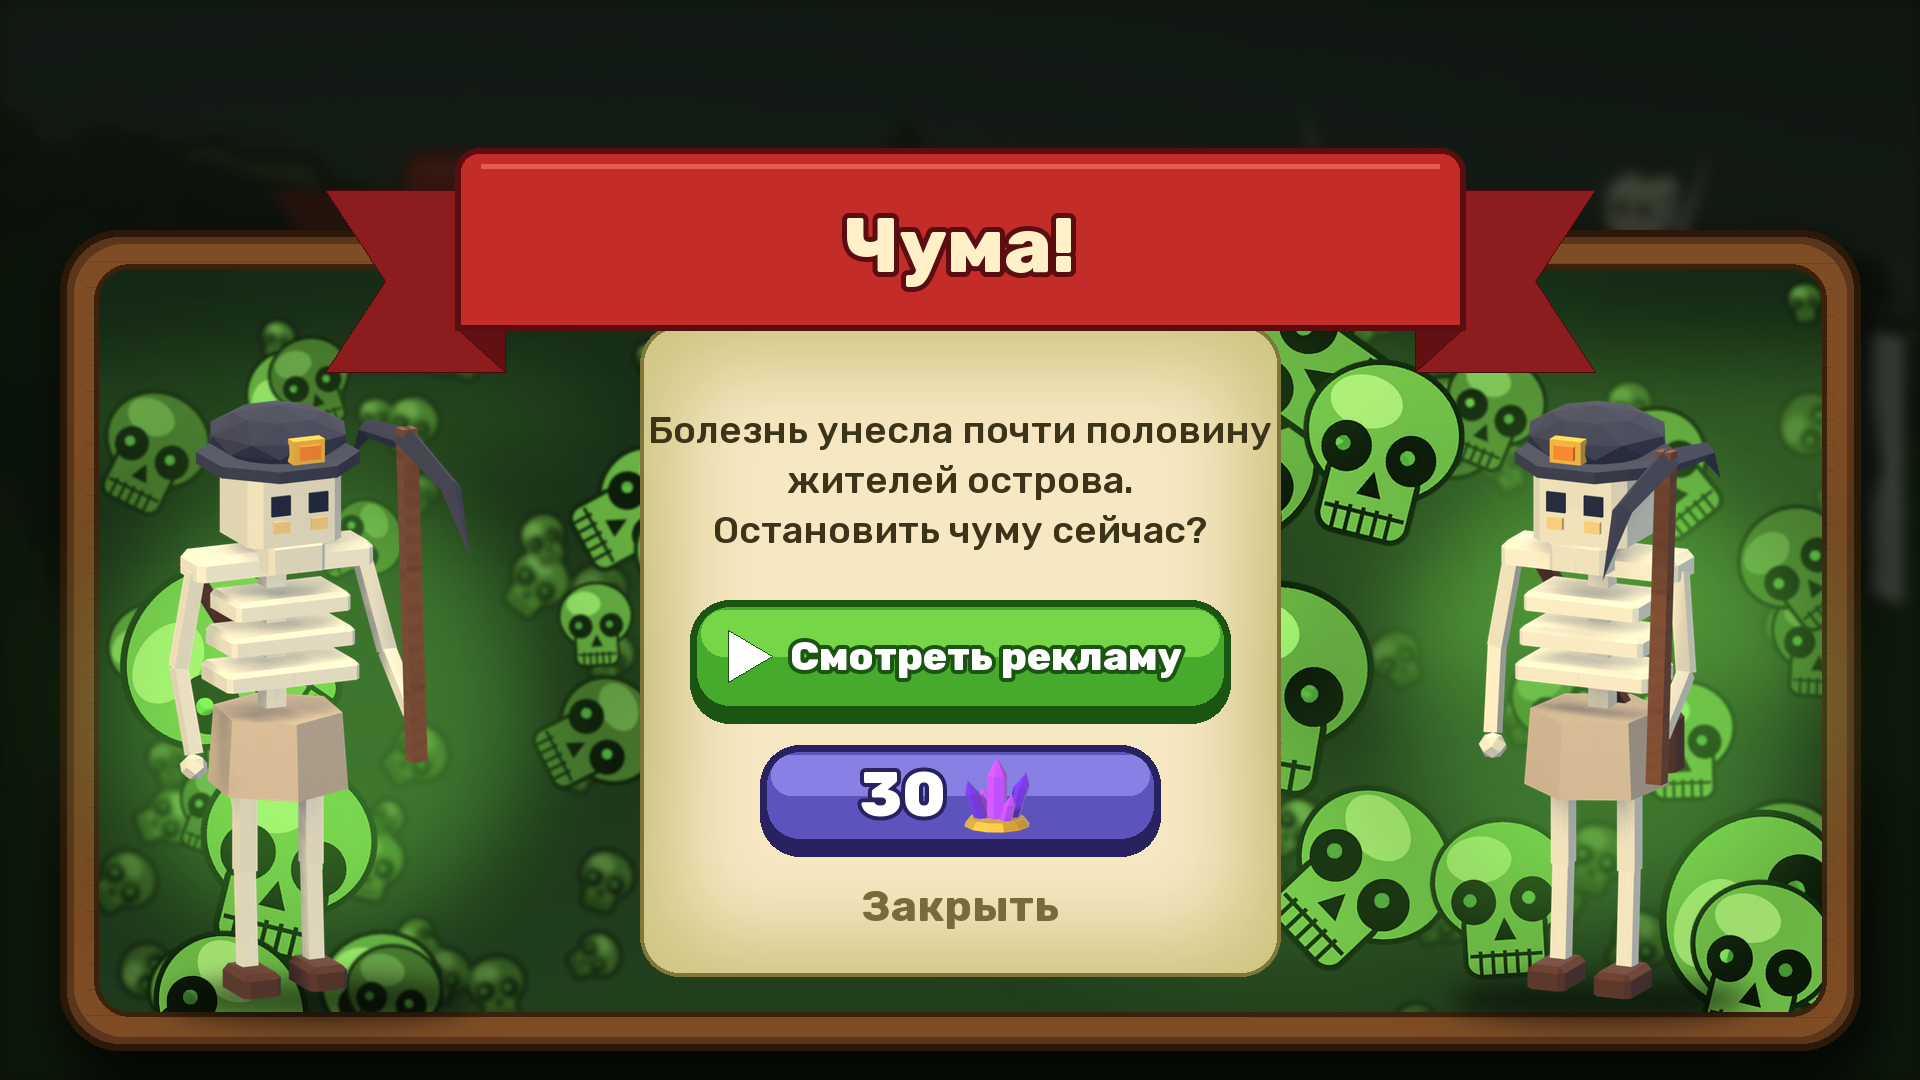 Чума!
Болезнь унесла почти половину
жителей острова.
Остановить чуму сейчас?
Смотреть рекламу
30
Закрыть